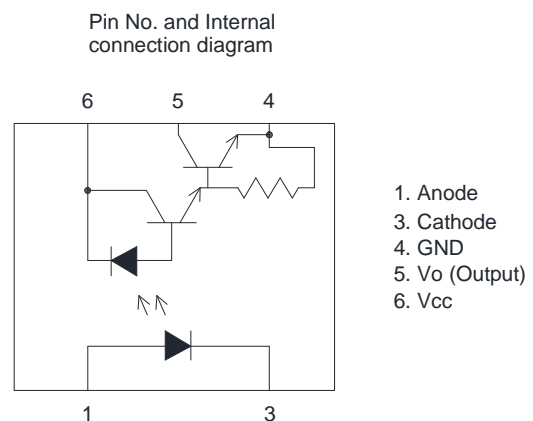 Pin No. and Internal
connection diagram
6 5 4
1. Anode
3. Cathode
4. GND
5. Vo (Output)
6. Vcc
1 3